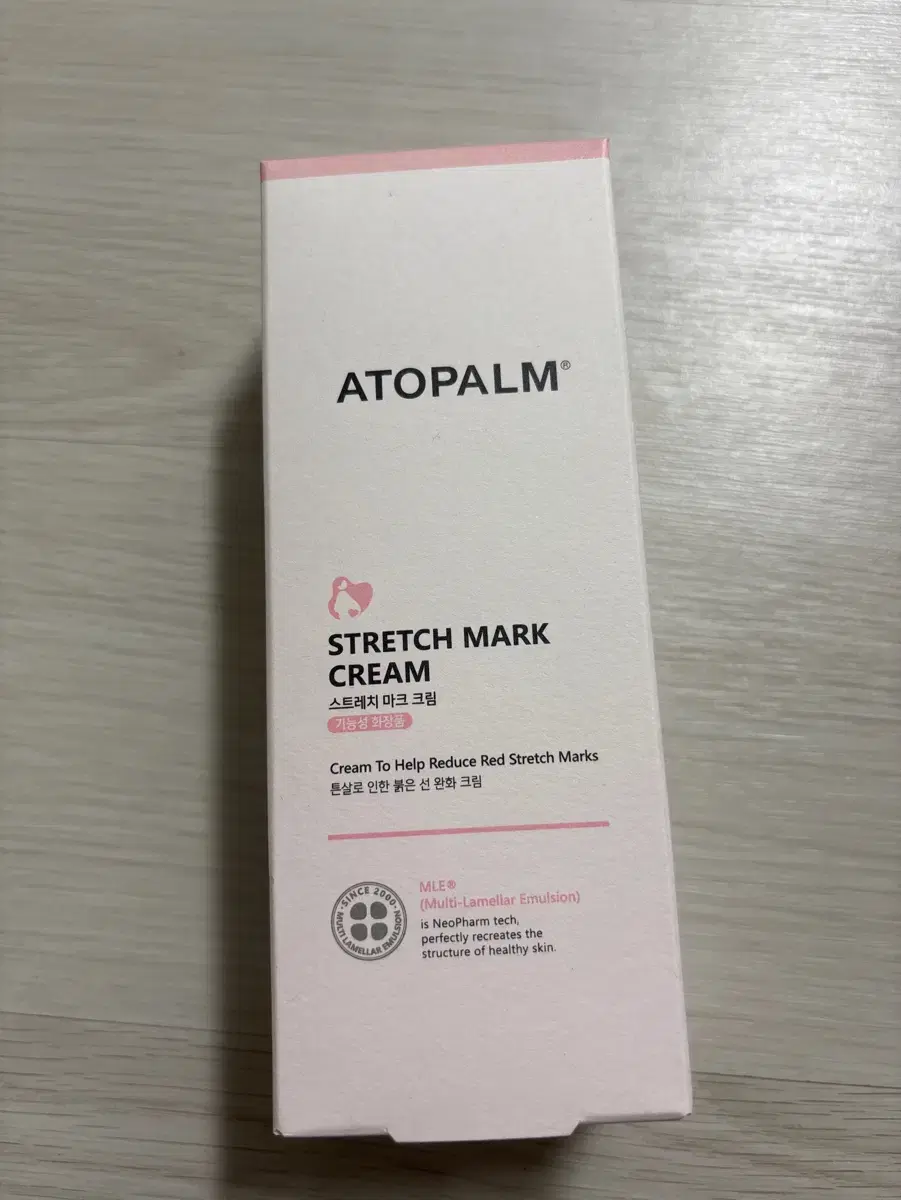 ATOPALM®
STRETCH MARK
CREAM
스트레치 마크 크림
기능성 화장품
Cream To Help Reduce Red Stretch Marks
튼살로 인한 붉은 선 완화 크림
·SINCE 2000·
MULTI LAMELLAR EMULSION
MLE®
(Multi-Lamellar Emulsion)
is NeoPharm tech,
perfectly recreates the
structure of healthy skin.